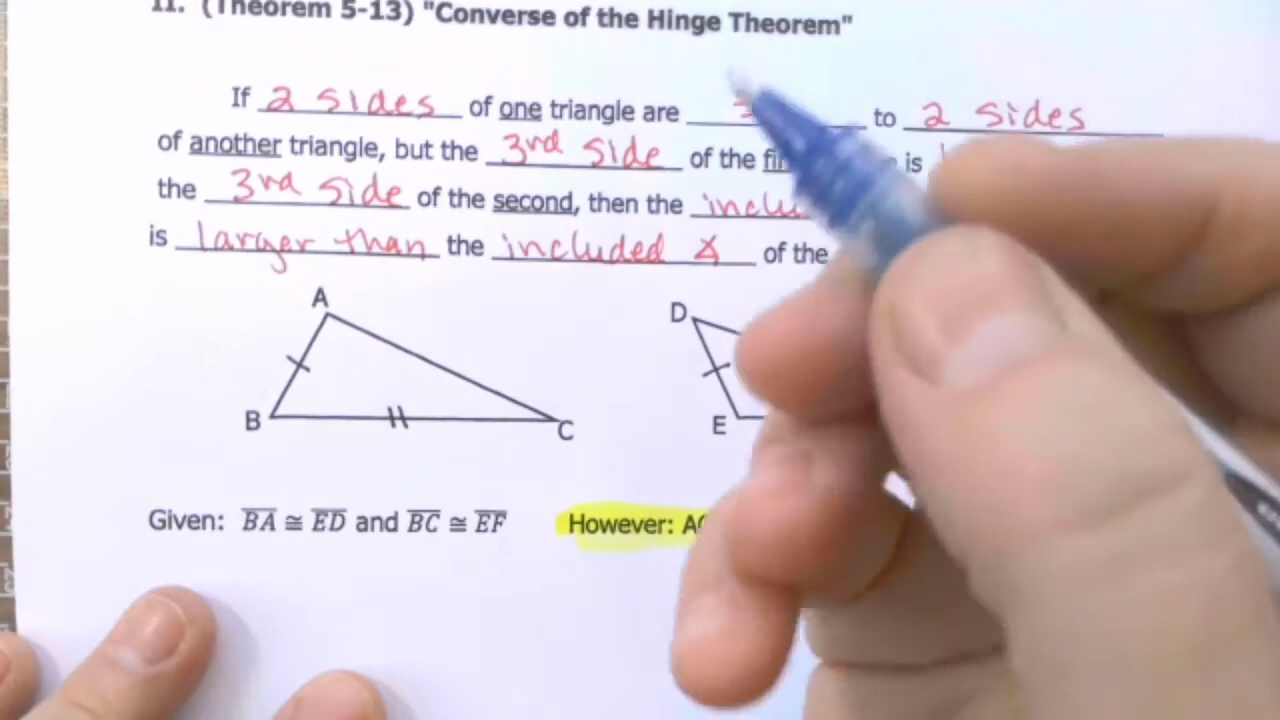 II. (Theorem 5-13) "Converse of the Hinge Theorem"
If 2 sides of one triangle are to 2 sides
of another triangle, but the 3rd side of the is
the 3rd side of the second, then the
is larger than the included ∡ of the
A
D
B
C
E
Given: BA ≅ ED and BC ≅ EF However: